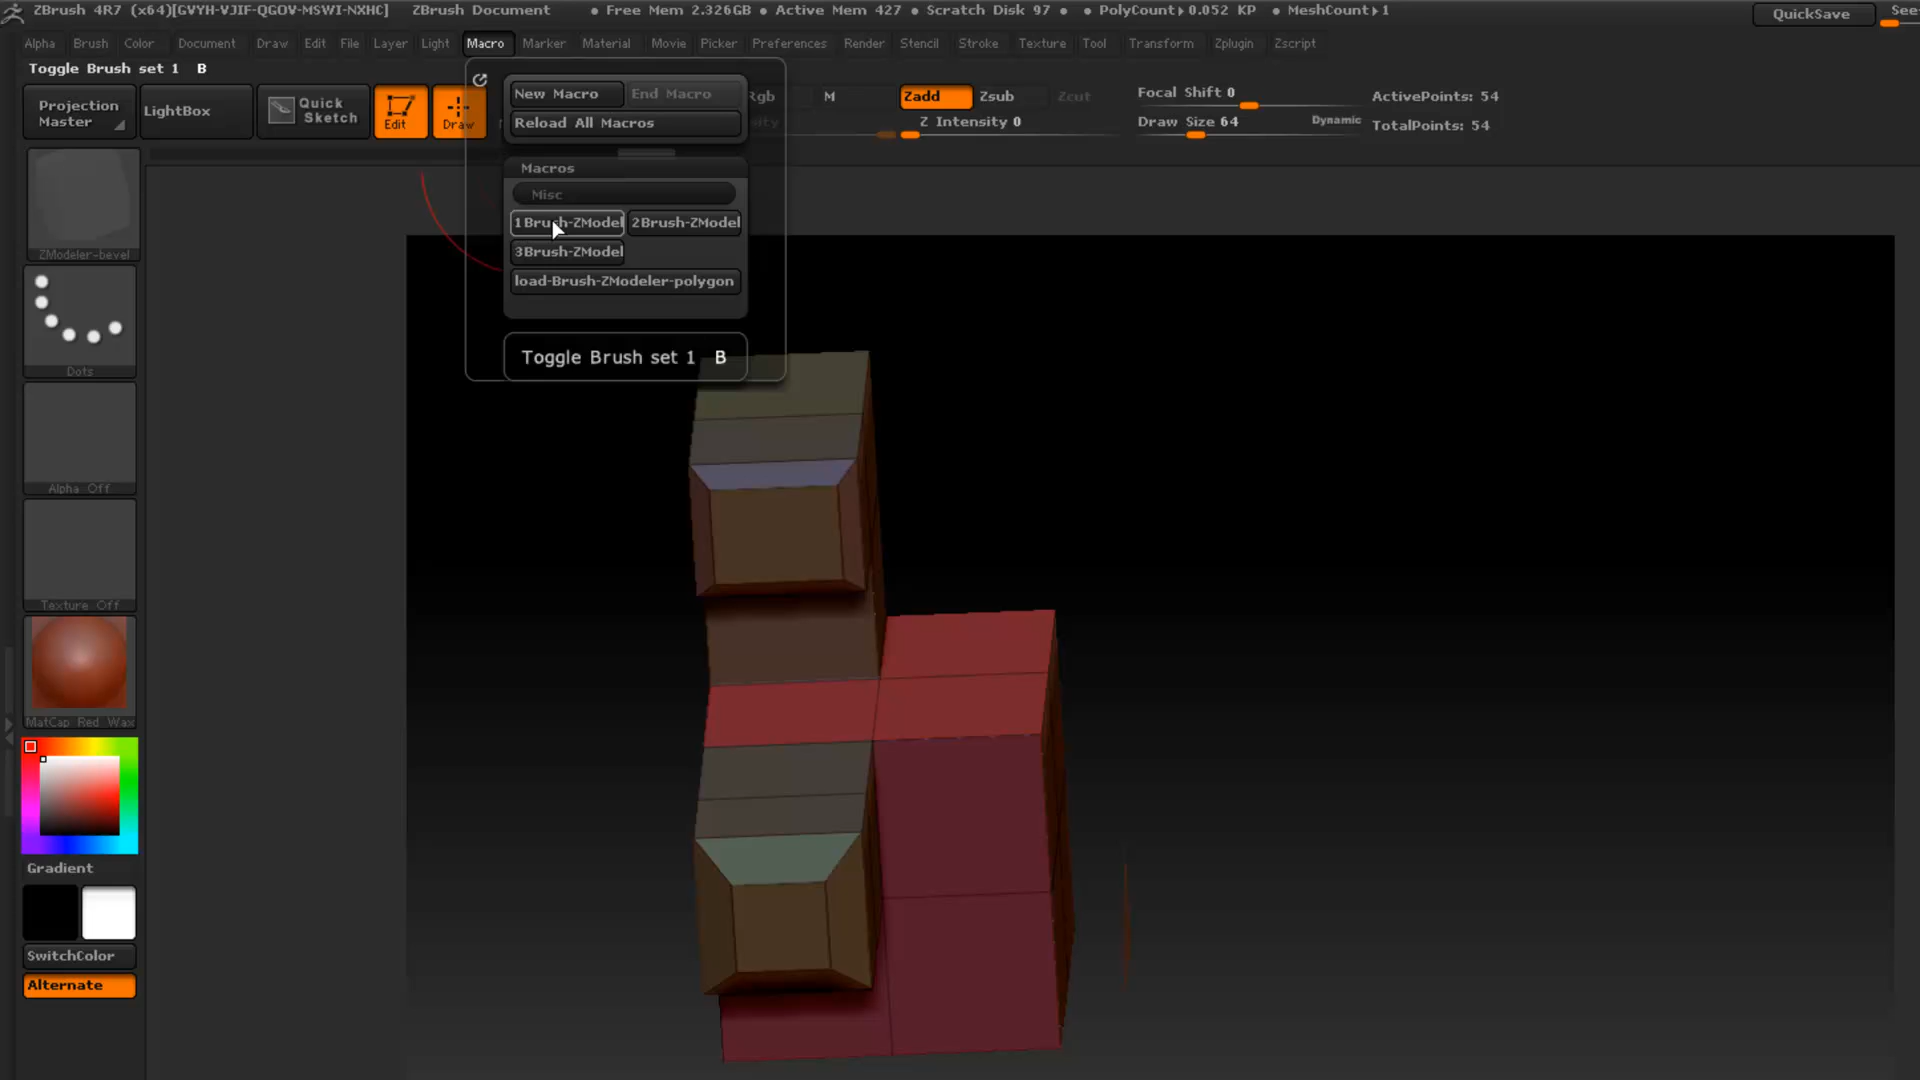 ZBrush 4R7 (x64)[GVYH-VJIF-QGOV-MSWI-NXHC] ZBrush Document • Free Mem 2.326GB • Active Mem 427 • Scratch Disk 97 • • PolyCount▸0.052 KP • MeshCount▸1 QuickSave See-
Alpha Brush Color Document Draw Edit File Layer Light Macro Marker Material Movie Picker Preferences Render Stencil Stroke Texture Tool Transform Zplugin Zscript
Toggle Brush set 1 B
Projection Master
LightBox
Quick Sketch
Edit
Draw
New Macro End Macro
Reload All Macros
Rgb
M
Zadd Zsub Zcut
Z Intensity 0
Focal Shift 0
Draw Size 64 Dynamic
ActivePoints: 54
TotalPoints: 54
Macros
Misc
1Brush-ZModel 2Brush-ZModel
3Brush-ZModel
load-Brush-ZModeler-polygon
Toggle Brush set 1 B
ZModeler-bevel
Dots
Alpha Off
Texture Off
MatCap Red Wax
Gradient
SwitchColor
Alternate